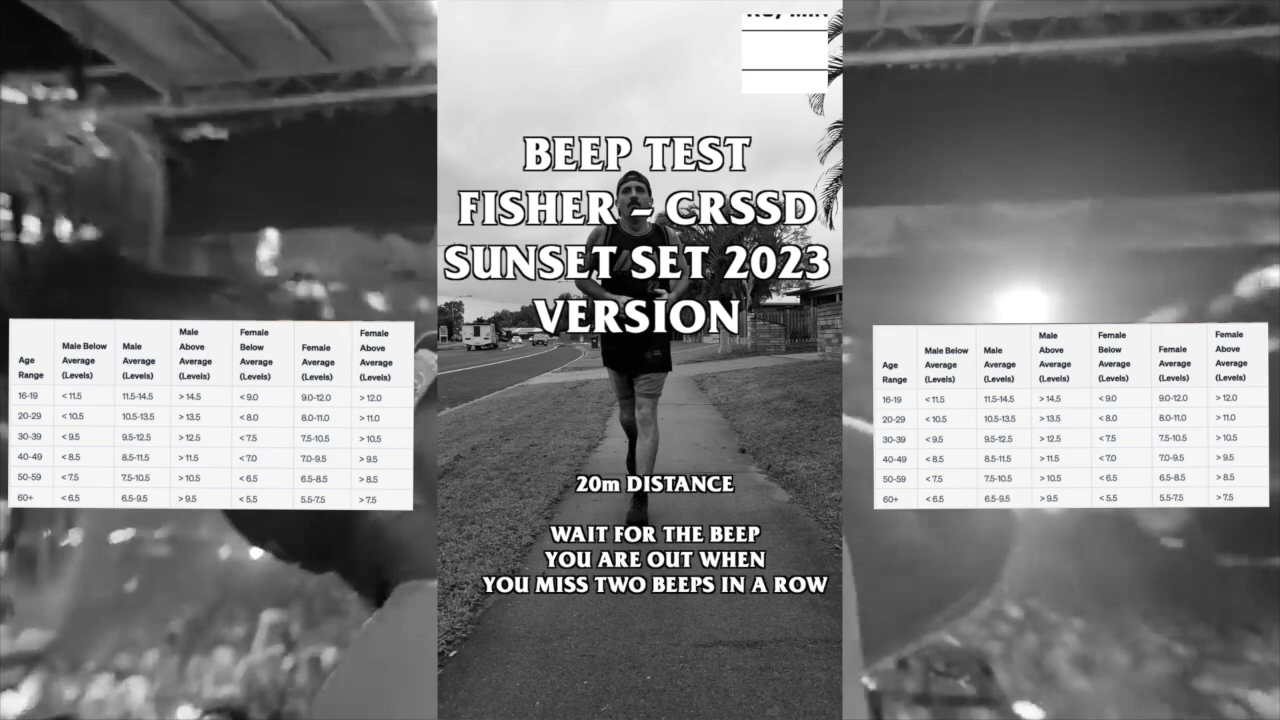 BEEP TEST
FISHER – CRSSD
SUNSET SET 2023
VERSION
20m DISTANCE
WAIT FOR THE BEEP
YOU ARE OUT WHEN
YOU MISS TWO BEEPS IN A ROW
Age Range | Male Below Average (Levels) | Male Average (Levels) | Male Above Average (Levels) | Female Below Average (Levels) | Female Average (Levels) | Female Above Average (Levels)
16-19 | < 11.5 | 11.5-14.5 | > 14.5 | < 9.0 | 9.0-12.0 | > 12.0
20-29 | < 10.5 | 10.5-13.5 | > 13.5 | < 8.0 | 8.0-11.0 | > 11.0
30-39 | < 9.5 | 9.5-12.5 | > 12.5 | < 7.5 | 7.5-10.5 | > 10.5
40-49 | < 8.5 | 8.5-11.5 | > 11.5 | < 7.0 | 7.0-9.5 | > 9.5
50-59 | < 7.5 | 7.5-10.5 | > 10.5 | < 6.5 | 6.5-8.5 | > 8.5
60+ | < 6.5 | 6.5-9.5 | > 9.5 | < 5.5 | 5.5-7.5 | > 7.5
Age Range | Male Below Average (Levels) | Male Average (Levels) | Male Above Average (Levels) | Female Below Average (Levels) | Female Average (Levels) | Female Above Average (Levels)
16-19 | < 11.5 | 11.5-14.5 | > 14.5 | < 9.0 | 9.0-12.0 | > 12.0
20-29 | < 10.5 | 10.5-13.5 | > 13.5 | < 8.0 | 8.0-11.0 | > 11.0
30-39 | < 9.5 | 9.5-12.5 | > 12.5 | < 7.5 | 7.5-10.5 | > 10.5
40-49 | < 8.5 | 8.5-11.5 | > 11.5 | < 7.0 | 7.0-9.5 | > 9.5
50-59 | < 7.5 | 7.5-10.5 | > 10.5 | < 6.5 | 6.5-8.5 | > 8.5
60+ | < 6.5 | 6.5-9.5 | > 9.5 | < 5.5 | 5.5-7.5 | > 7.5